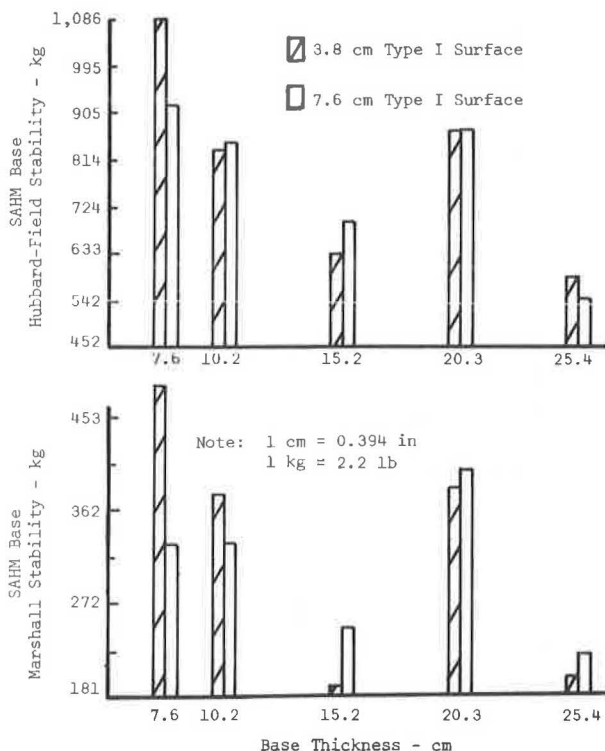 SAHM Base
Hubbard-Field Stability - kg
1,086
995
905
814
724
633
542
452
3.8 cm Type I Surface
7.6 cm Type I Surface
7.6
10.2
15.2
20.3
25.4
SAHM Base
Marshall Stability - kg
453
362
272
181
Note: 1 cm = 0.394 in
1 kg = 2.2 lb
7.6
10.2
15.2
20.3
25.4
Base Thickness - cm